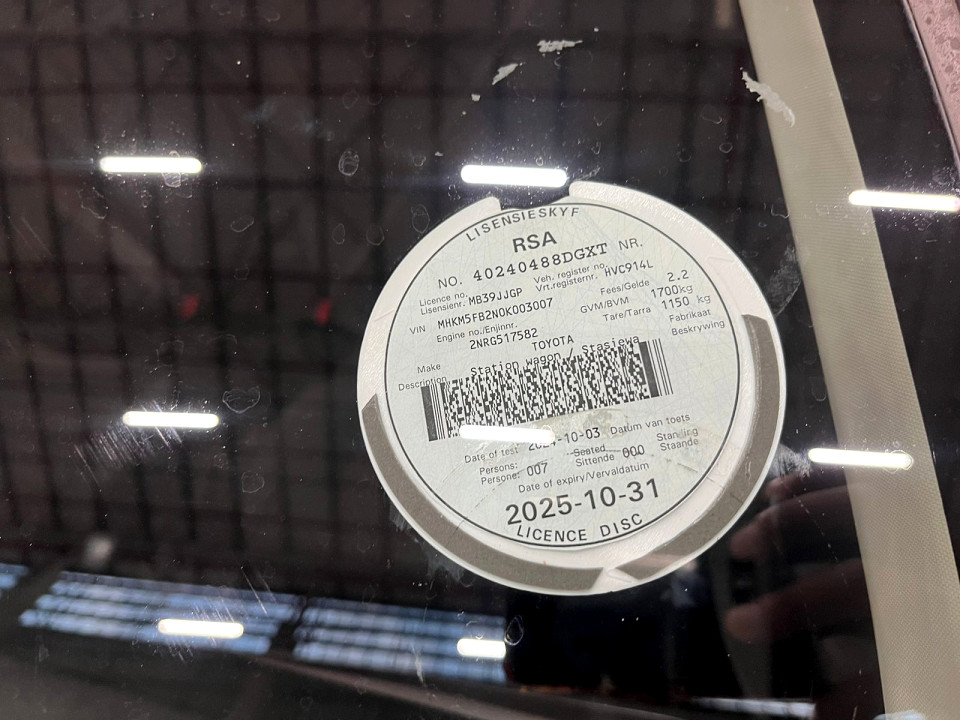 LISENSIESKYF
RSA
NO. 40240488DGXT NR.
Licence no. Lisensienr. MB39JJGP Veh. register no. Vrt.registernr. HVC914L
VIN MHKM5FB2N0K003007 Fees/Gelde 2.2
Engine no./Enjinnr. 2NRG517582 GVM/BVM 1700kg
Tare/Tarra 1150 kg
Make TOYOTA Fabrikaat
Description Station wagon / Stasiewa Beskrywing
Date of test -10-03 Datum van toets
Persons: Persone: 007 Seated Sittende 000 Standing Staande
Date of expiry/Vervaldatum
2025-10-31
LICENCE DISC